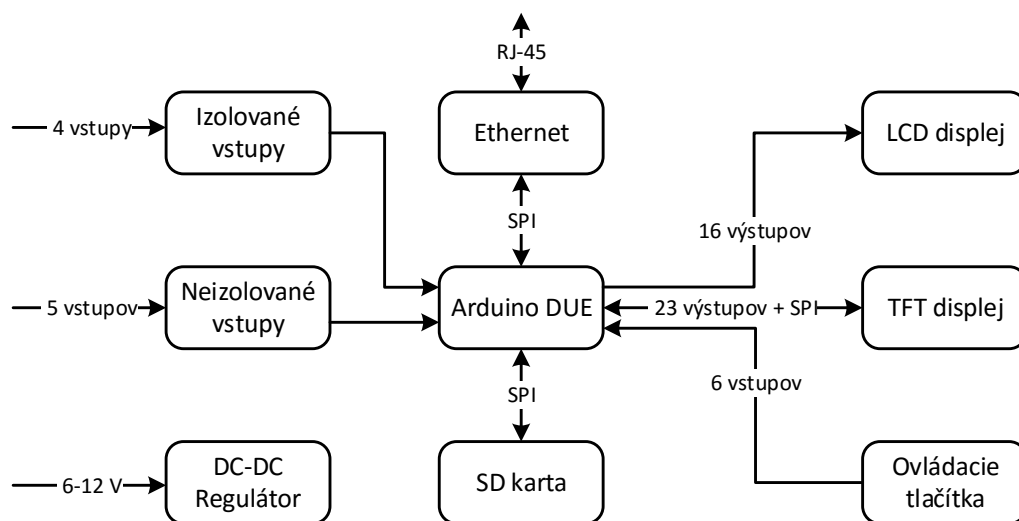 RJ-45
4 vstupy
Izolované
vstupy
Ethernet
LCD displej
SPI
16 výstupov
5 vstupov
Neizolované
vstupy
Arduino DUE
23 výstupov + SPI
TFT displej
SPI
6 vstupov
6-12 V
DC-DC
Regulátor
SD karta
Ovládacie
tlačítka